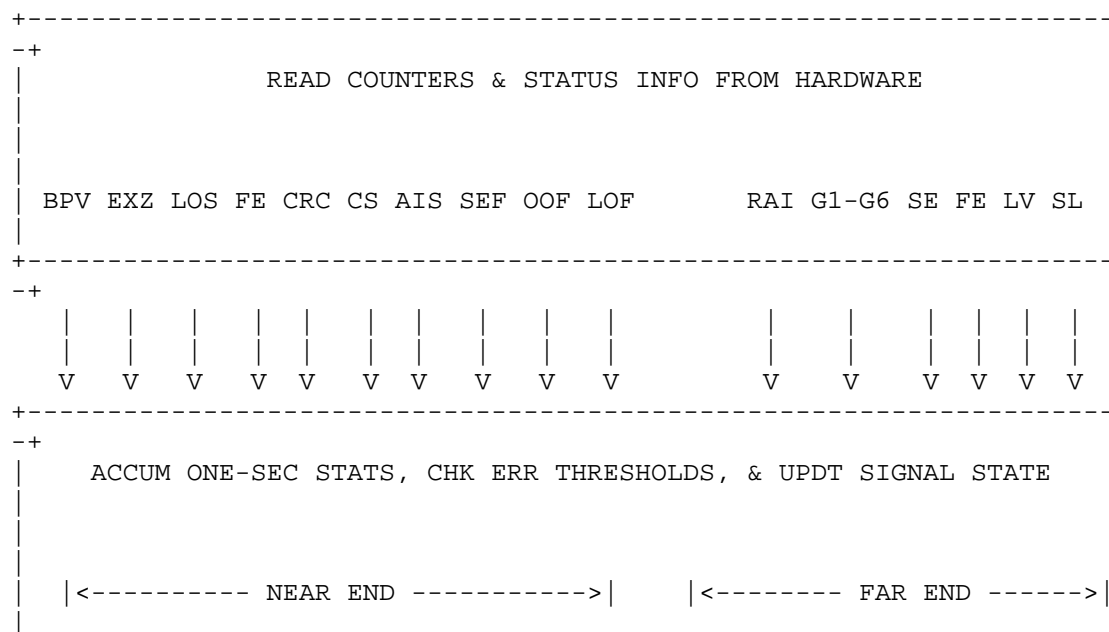 +--------------------------------------------------------------------
-+
| READ COUNTERS & STATUS INFO FROM HARDWARE
|
|
|
| BPV EXZ LOS FE CRC CS AIS SEF OOF LOF RAI G1-G6 SE FE LV SL
|
+--------------------------------------------------------------------
-+
| | | | | | | | | | | | | | | |
| | | | | | | | | | | | | | | |
V V V V V V V V V V V V V V V V
+--------------------------------------------------------------------
-+
| ACCUM ONE-SEC STATS, CHK ERR THRESHOLDS, & UPDT SIGNAL STATE
|
|
|
| |<---------- NEAR END ----------->| |<-------- FAR END ------>|
|